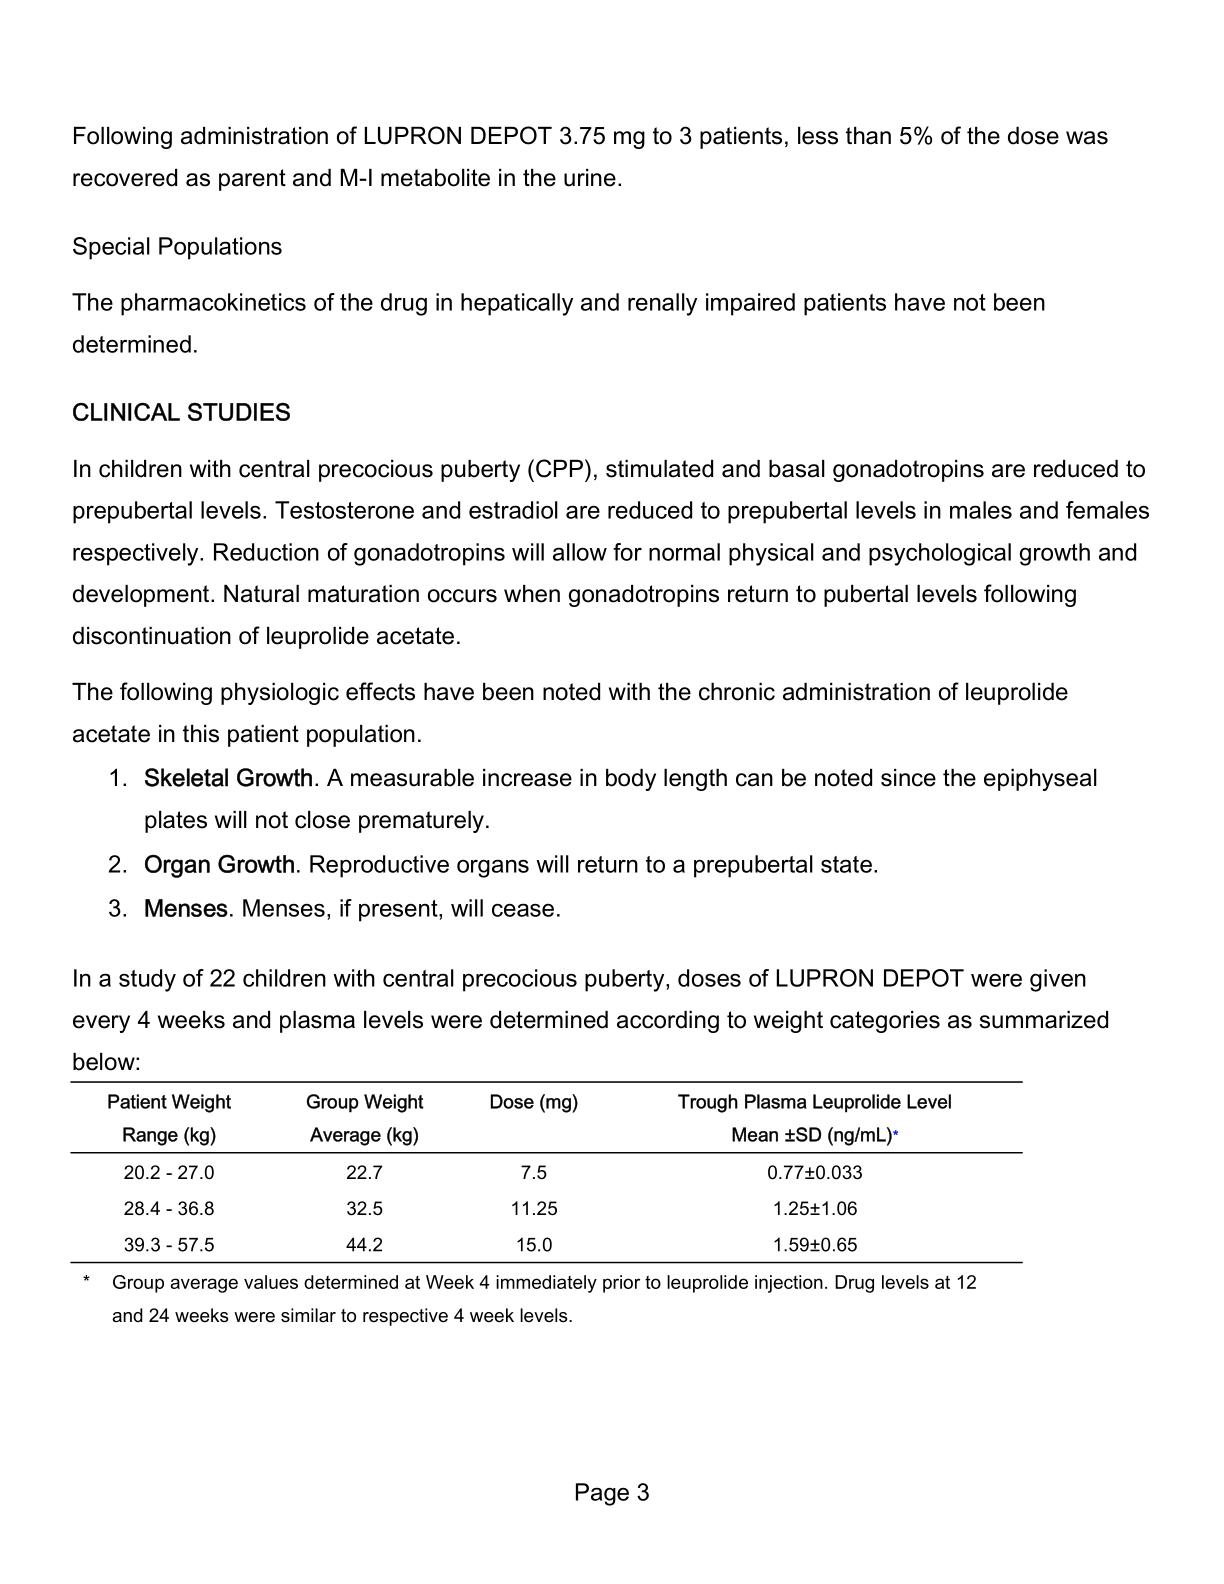 Following administration of LUPRON DEPOT 3.75 mg to 3 patients, less than 5% of the dose was
recovered as parent and M-I metabolite in the urine.
Special Populations
The pharmacokinetics of the drug in hepatically and renally impaired patients have not been
determined.
CLINICAL STUDIES
In children with central precocious puberty (CPP), stimulated and basal gonadotropins are reduced to
prepubertal levels. Testosterone and estradiol are reduced to prepubertal levels in males and females
respectively. Reduction of gonadotropins will allow for normal physical and psychological growth and
development. Natural maturation occurs when gonadotropins return to pubertal levels following
discontinuation of leuprolide acetate.
The following physiologic effects have been noted with the chronic administration of leuprolide
acetate in this patient population.
1. Skeletal Growth. A measurable increase in body length can be noted since the epiphyseal
plates will not close prematurely.
2. Organ Growth. Reproductive organs will return to a prepubertal state.
3. Menses. Menses, if present, will cease.
In a study of 22 children with central precocious puberty, doses of LUPRON DEPOT were given
every 4 weeks and plasma levels were determined according to weight categories as summarized
below:
Patient Weight Group Weight Dose (mg) Trough Plasma Leuprolide Level
Range (kg) Average (kg) Mean ±SD (ng/mL)*
20.2 - 27.0 22.7 7.5 0.77±0.033
28.4 - 36.8 32.5 11.25 1.25±1.06
39.3 - 57.5 44.2 15.0 1.59±0.65
* Group average values determined at Week 4 immediately prior to leuprolide injection. Drug levels at 12
and 24 weeks were similar to respective 4 week levels.
Page 3